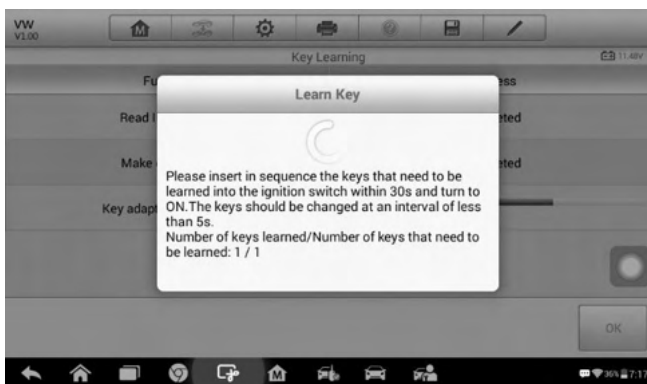 VW
V1.00
Key Learning
11.48V
Learn Key
Read
Make
Key adapt
Please insert in sequence the keys that need to be
learned into the ignition switch within 30s and turn to
ON.The keys should be changed at an interval of less
than 5s.
Number of keys learned/Number of keys that need to
be learned: 1 / 1
OK
36% 7:17